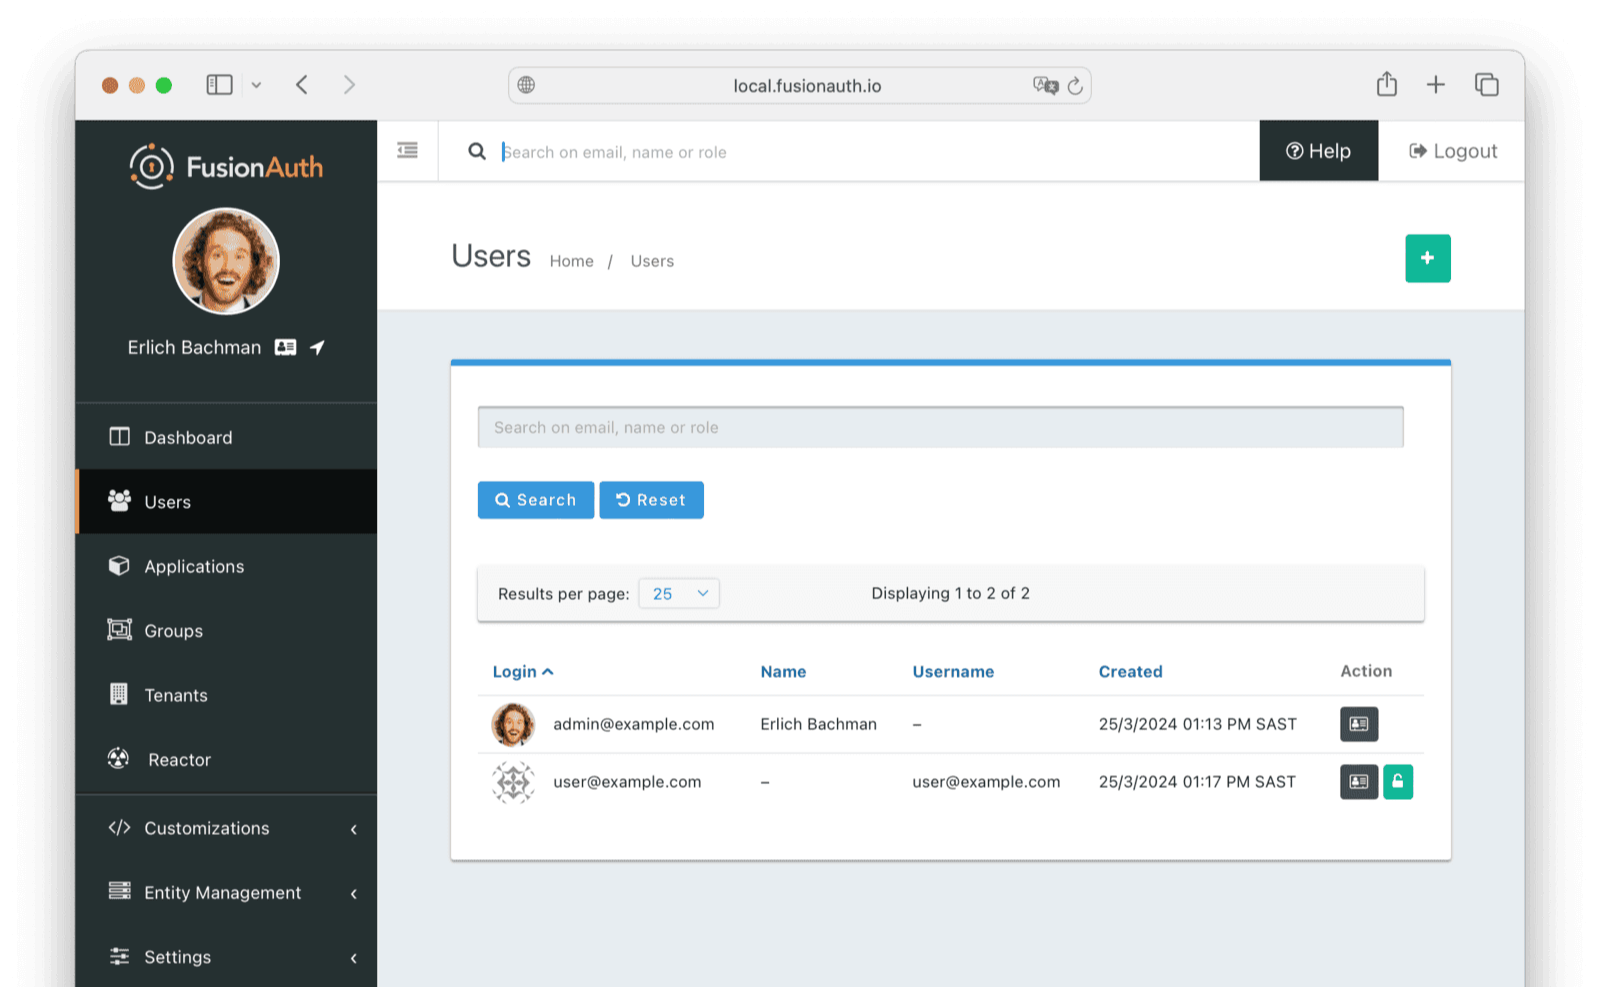 local.fusionauth.io
FusionAuth
Search on email, name or role
Help
Logout
Erlich Bachman
Users
Home / Users
Dashboard
Users
Applications
Groups
Tenants
Reactor
Customizations
Entity Management
Settings
Search on email, name or role
Search
Reset
Results per page: 25
Displaying 1 to 2 of 2
Login Name Username Created Action
admin@example.com Erlich Bachman – 25/3/2024 01:13 PM SAST
user@example.com – user@example.com 25/3/2024 01:17 PM SAST